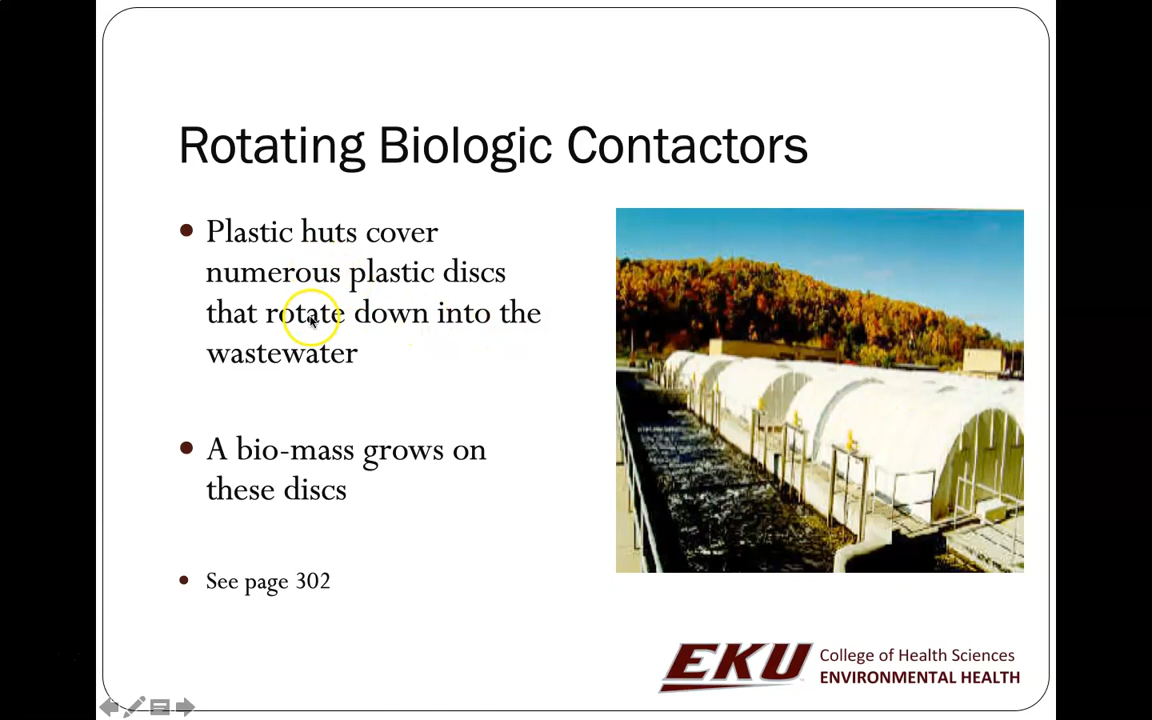 Rotating Biologic Contactors
• Plastic huts cover
numerous plastic discs
that rotate down into the
wastewater
• A bio-mass grows on
these discs
• See page 302
EKU
College of Health Sciences
ENVIRONMENTAL HEALTH